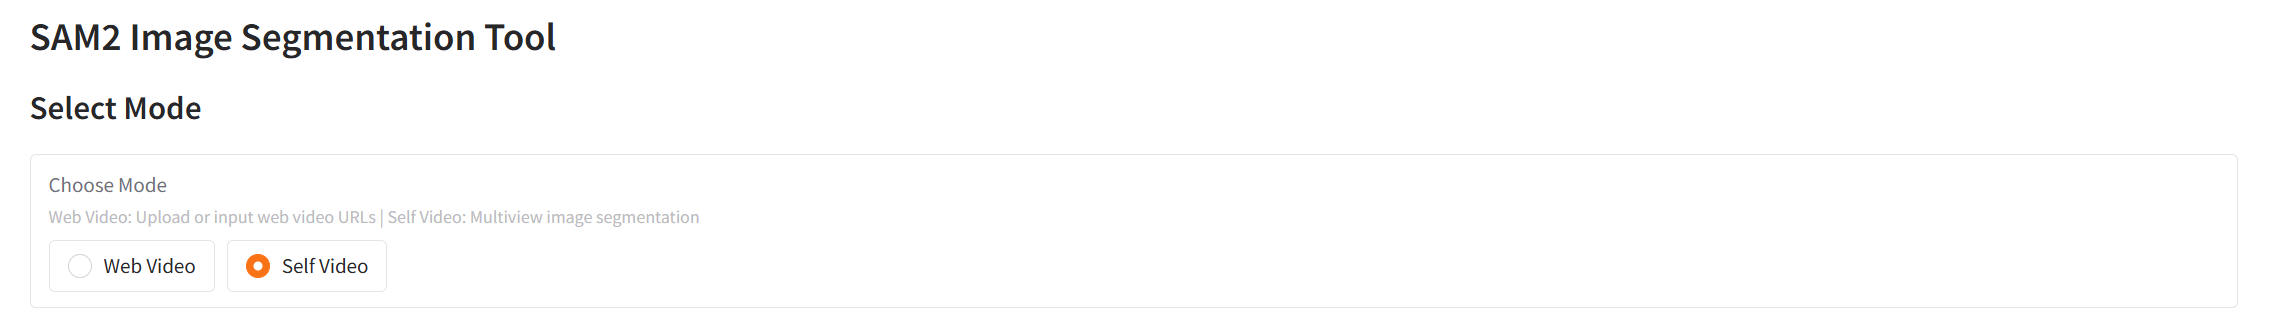 SAM2 Image Segmentation Tool
Select Mode
Choose Mode
Web Video: Upload or input web video URLs | Self Video: Multiview image segmentation
Web Video Self Video